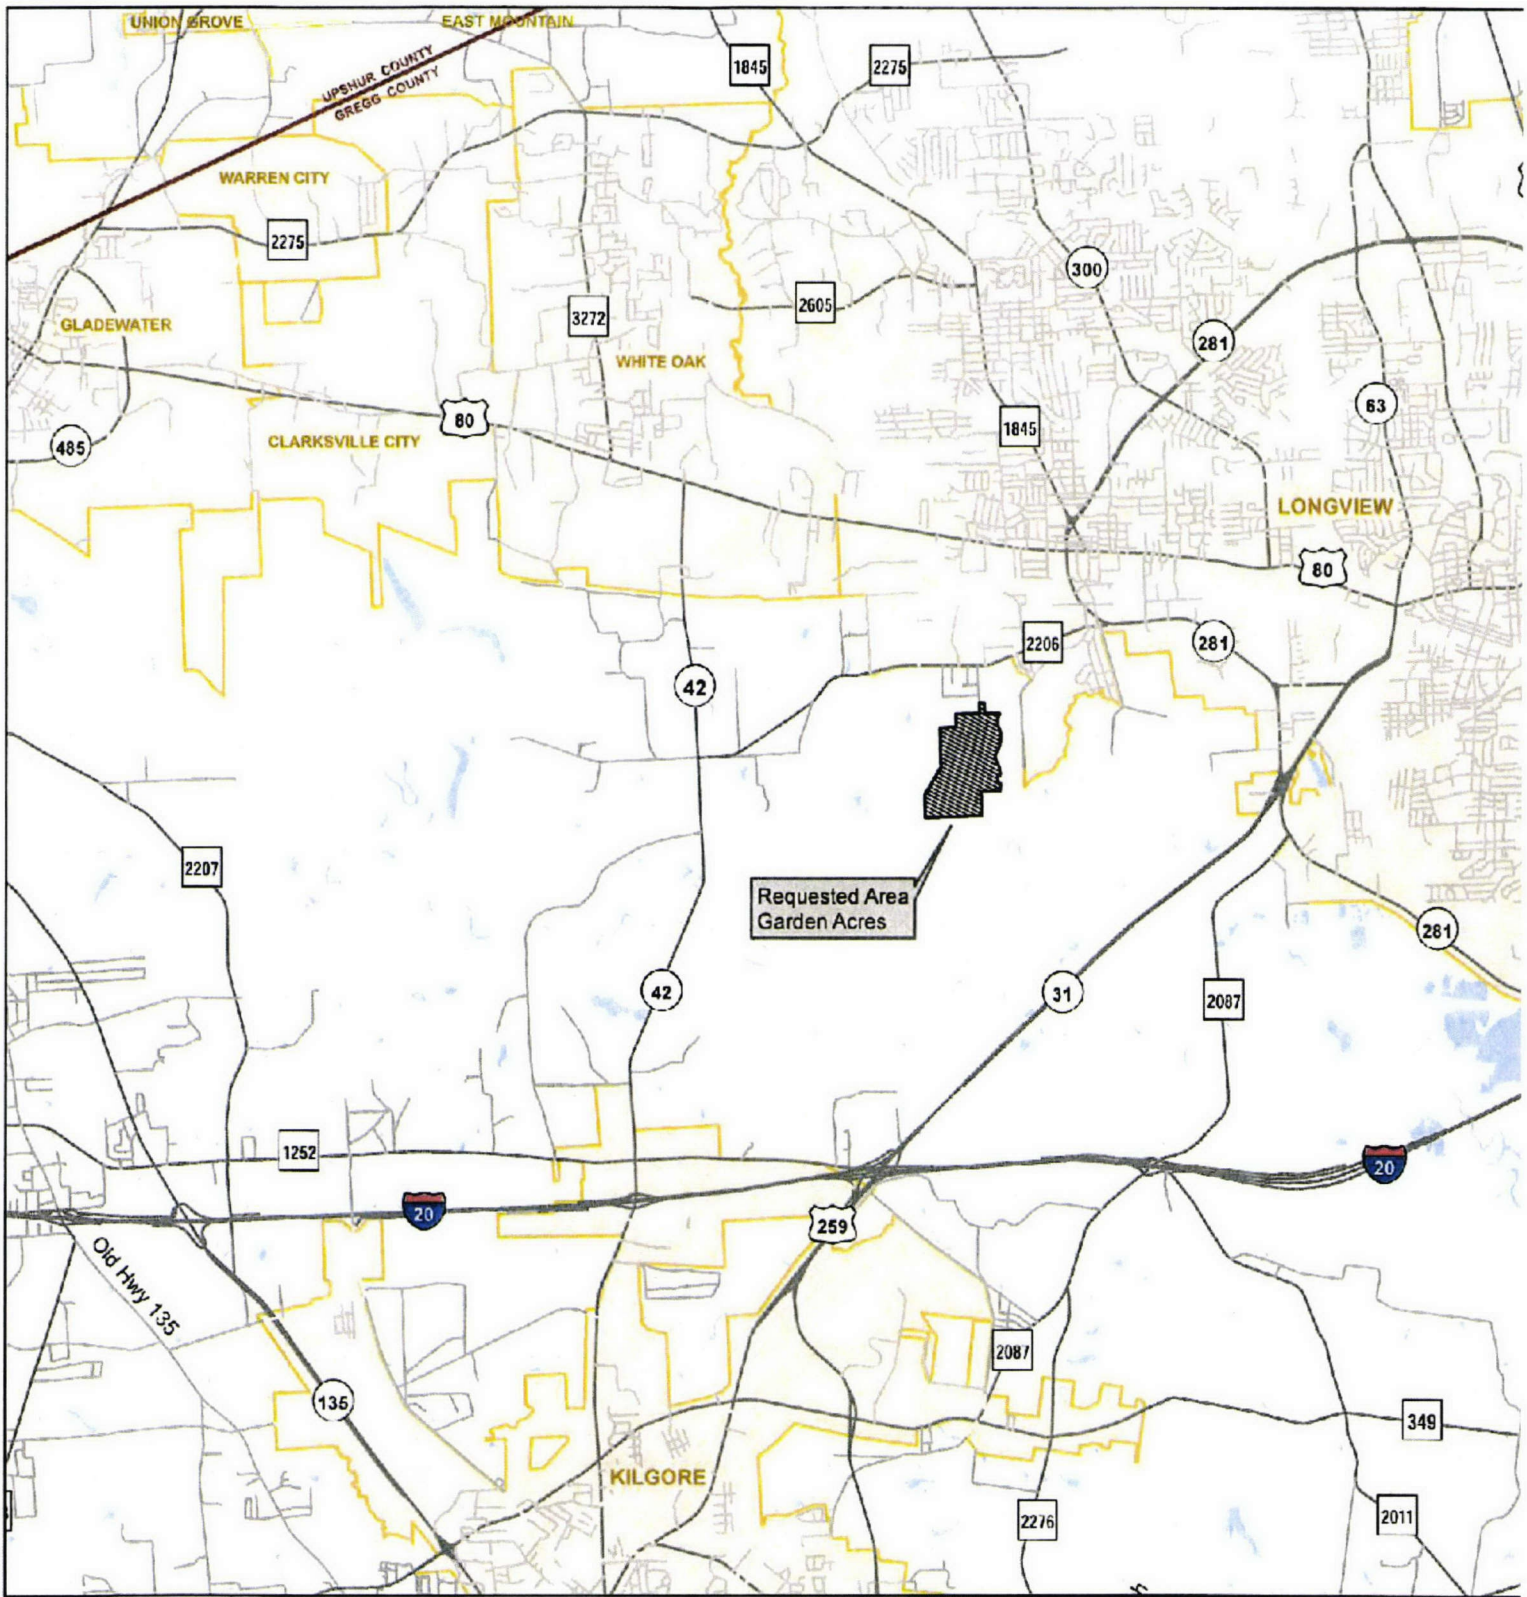 UNION GROVE
EAST MOUNTAIN
UPSHUR COUNTY
GREGG COUNTY
1845
2275
WARREN CITY
2275
300
GLADEWATER
3272
2605
281
WHITE OAK
63
80
1845
485
CLARKSVILLE CITY
LONGVIEW
80
2206
281
42
2207
Requested Area
Garden Acres
281
42
31
2087
1252
20
20
259
Old Hwy 135
2087
135
349
KILGORE
2276
2011